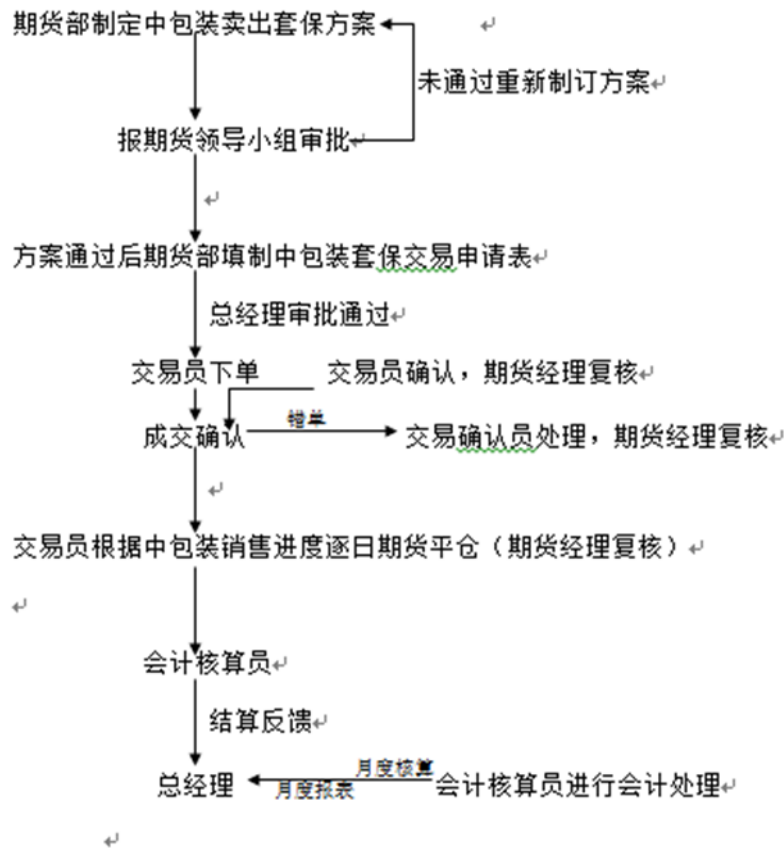 期货部制定中包装卖出套保方案
未通过重新制订方案
报期货领导小组审批
方案通过后期货部填制中包装套保交易申请表
总经理审批通过
交易员下单
交易员确认，期货经理复核
成交确认
错单
交易确认员处理，期货经理复核
交易员根据中包装销售进度逐日期货平仓（期货经理复核）
会计核算员
结算反馈
总经理
月度核算
月度报表
会计核算员进行会计处理